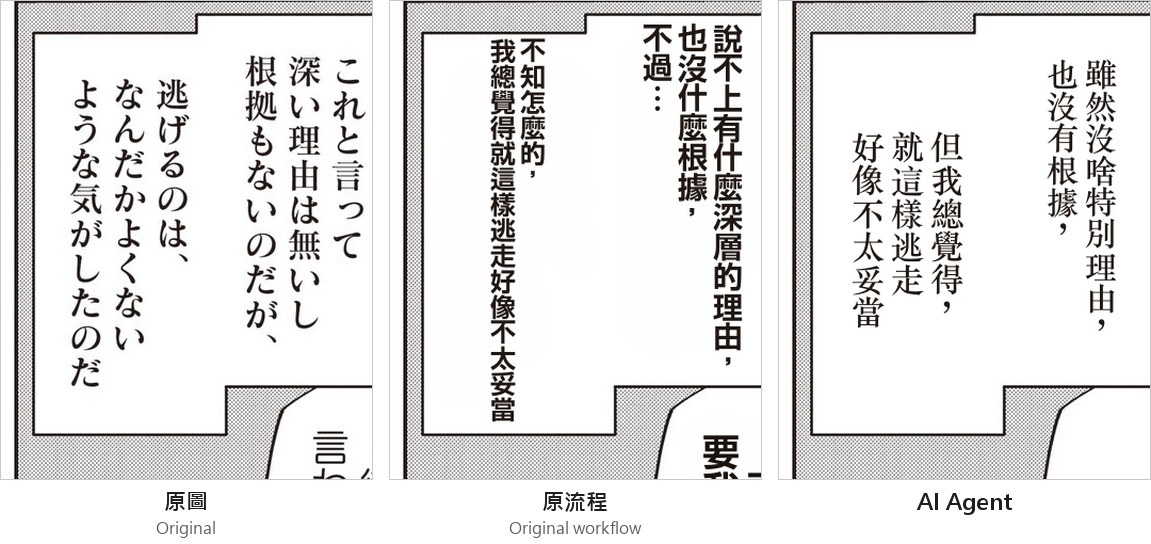 これと言って
深い理由は無いし
根拠もないのだが、
逃げるのは、
なんだかよくない
ような気がしたのだ
言わ
說不上有什麼深層的理由，
也沒什麼根據，
不過…
不知怎麼的，
我總覺得就這樣逃走好像不太妥當
要
雖然沒啥特別理由，
也沒有根據，
但我總覺得，
就這樣逃走
好像不太妥當
原圖
Original
原流程
Original workflow
AI Agent